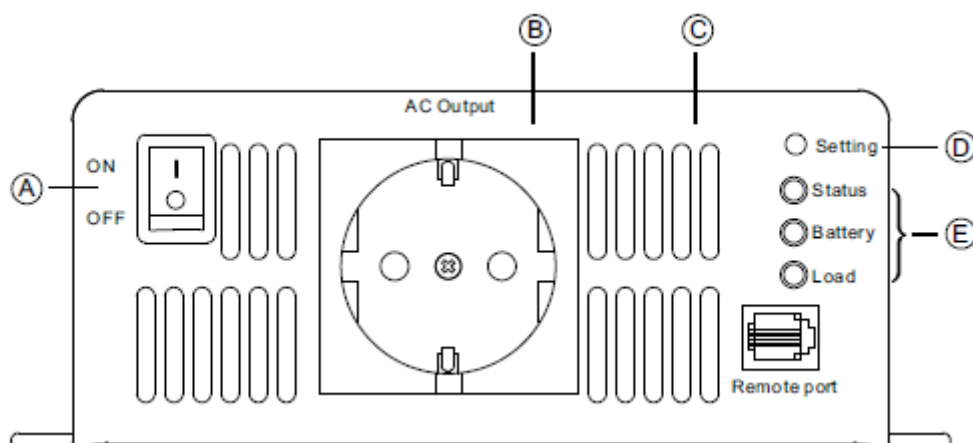 B
C
AC Output
ON
A
OFF
I
Setting
D
Status
Battery
E
Load
Remote port